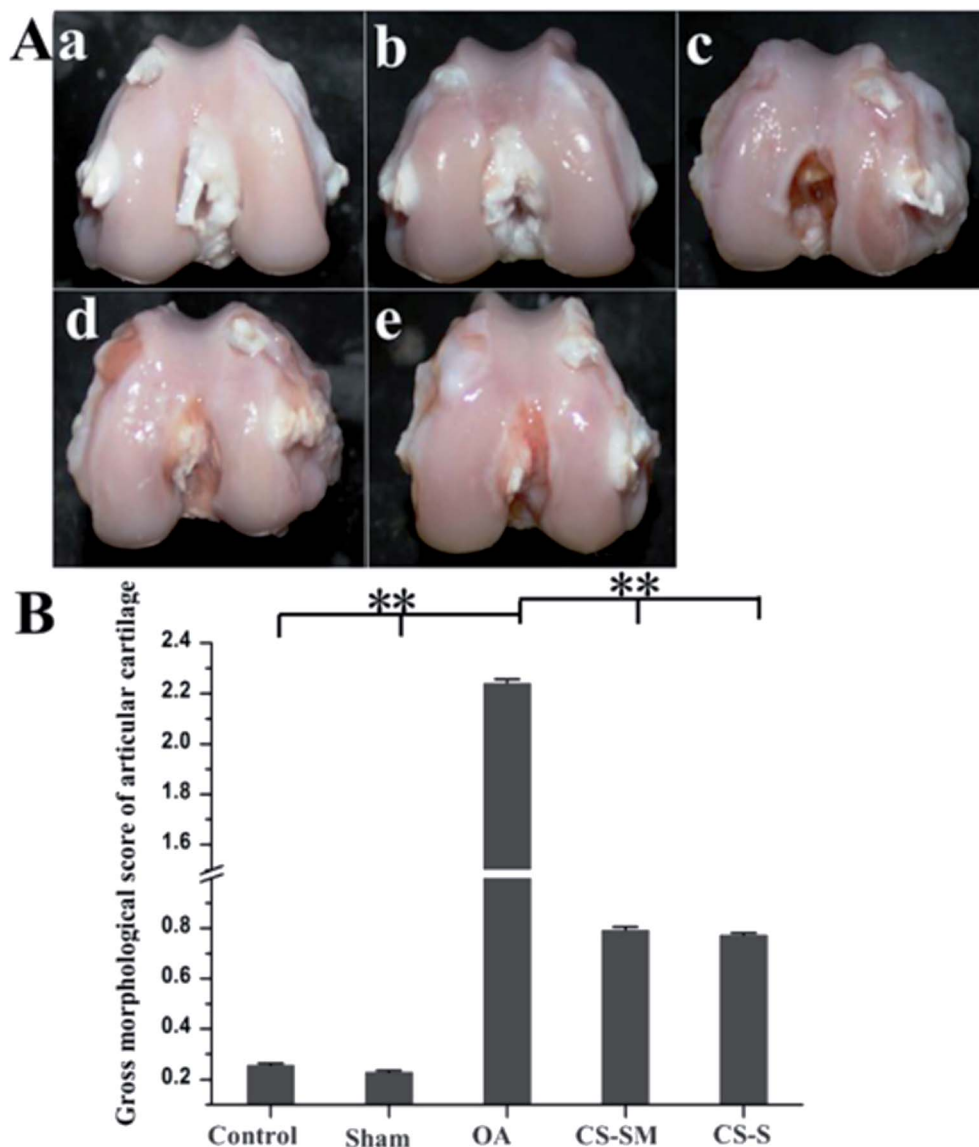 A a b c
d e
B
** **
Gross morphological score of articular cartilage
2.4
2.2
2.0
1.8
1.6
0.8
0.6
0.4
0.2
Control Sham OA CS-SM CS-S